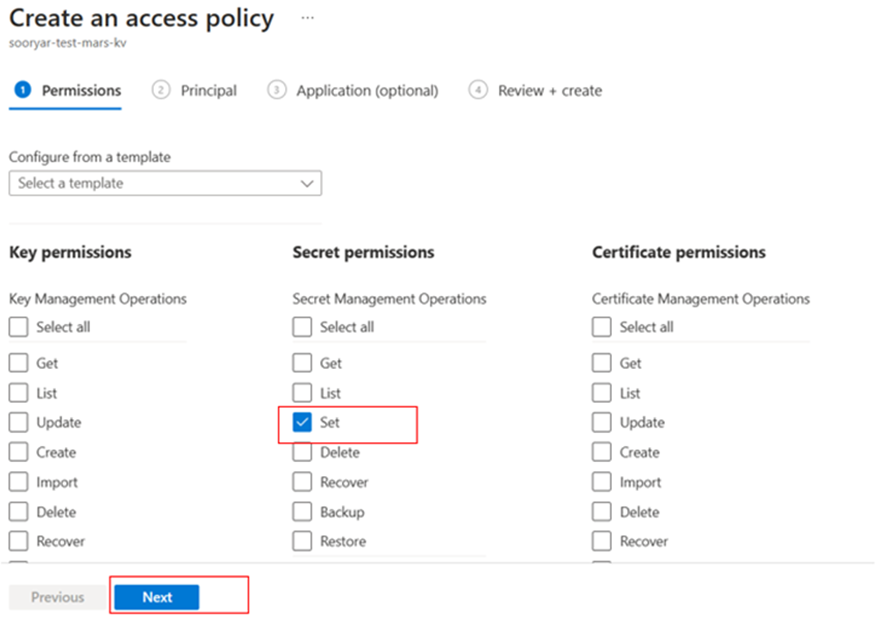 Create an access policy ...
sooryar-test-mars-kv
1 Permissions 2 Principal 3 Application (optional) 4 Review + create
Configure from a template
Select a template
Key permissions Secret permissions Certificate permissions
Key Management Operations Secret Management Operations Certificate Management Operations
Select all Select all Select all
Get Get Get
List List List
Update Set Update
Create Delete Create
Import Recover Import
Delete Backup Delete
Recover Restore Recover
Previous Next